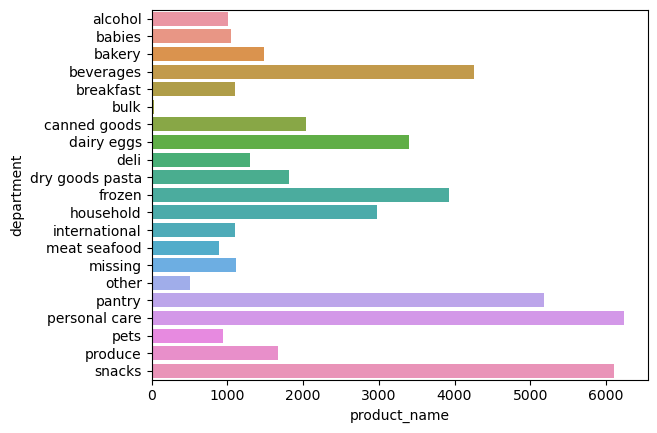 department
alcohol
babies
bakery
beverages
breakfast
bulk
canned goods
dairy eggs
deli
dry goods pasta
frozen
household
international
meat seafood
missing
other
pantry
personal care
pets
produce
snacks
0 1000 2000 3000 4000 5000 6000
product_name